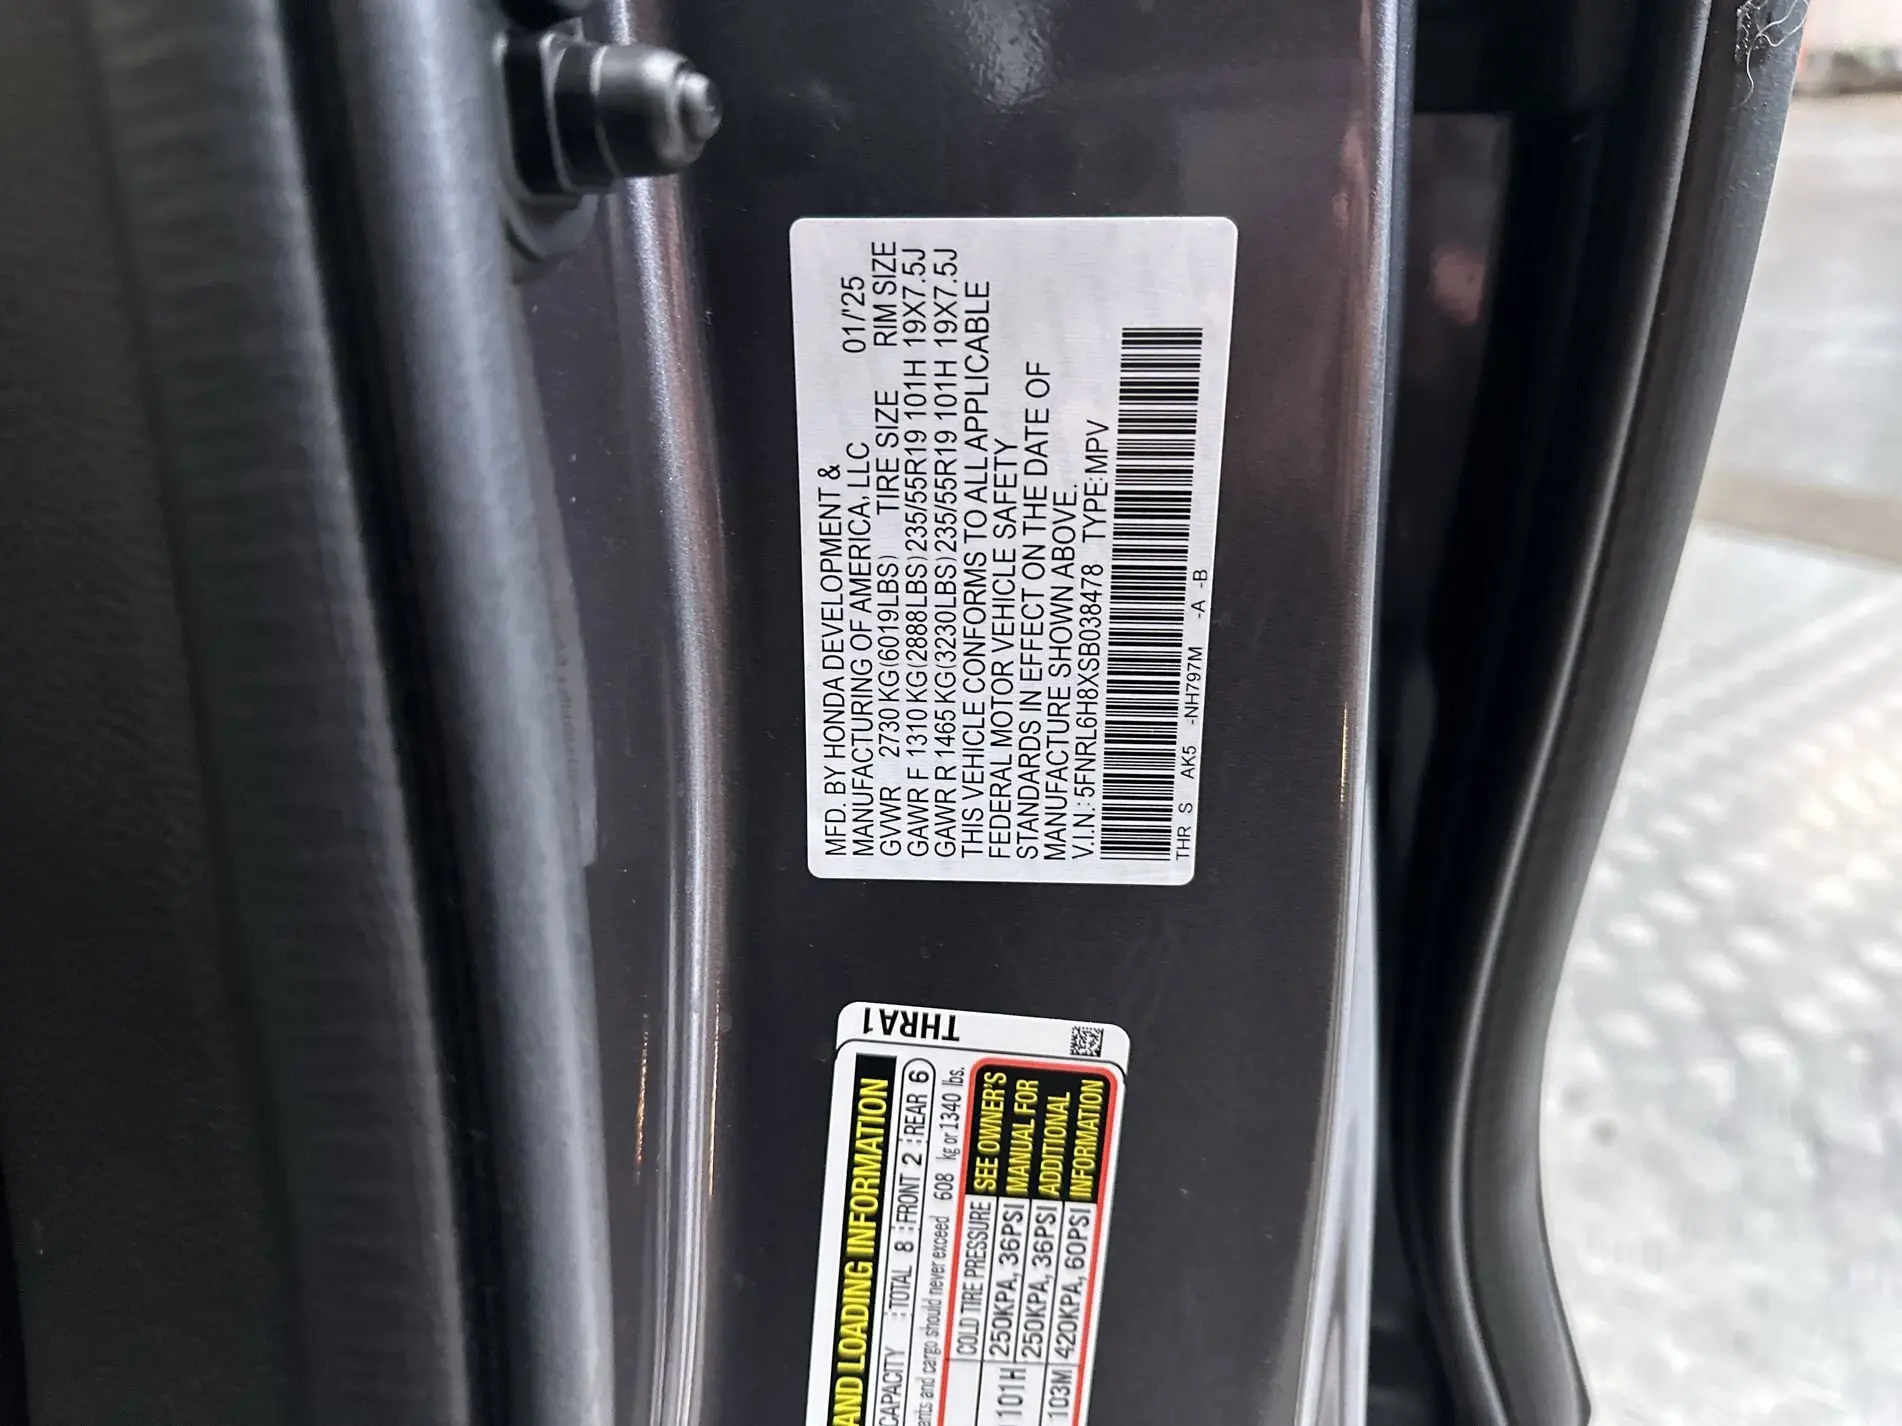 MFD. BY HONDA DEVELOPMENT &
MANUFACTURING OF AMERICA, LLC 01/'25
GVWR 2730 KG (6019LBS) TIRE SIZE RIM SIZE
GAWR F 1310 KG (2888LBS) 235/55R19 101H 19X7.5J
GAWR R 1465 KG (3230LBS) 235/55R19 101H 19X7.5J
THIS VEHICLE CONFORMS TO ALL APPLICABLE
FEDERAL MOTOR VEHICLE SAFETY
STANDARDS IN EFFECT ON THE DATE OF
MANUFACTURE SHOWN ABOVE.
V.I.N.: 5FNRL6H8XSB038478 TYPE:MPV
THR S AK5 -NH797M -A -B
THRA1
AND LOADING INFORMATION
CAPACITY TOTAL 8 FRONT 2 REAR 6
and cargo should never exceed 608 kg or 1340 lbs.
COLD TIRE PRESSURE
101H 250KPA, 36PSI
250KPA, 36PSI
103M 420KPA, 60PSI
SEE OWNER'S
MANUAL FOR
ADDITIONAL
INFORMATION